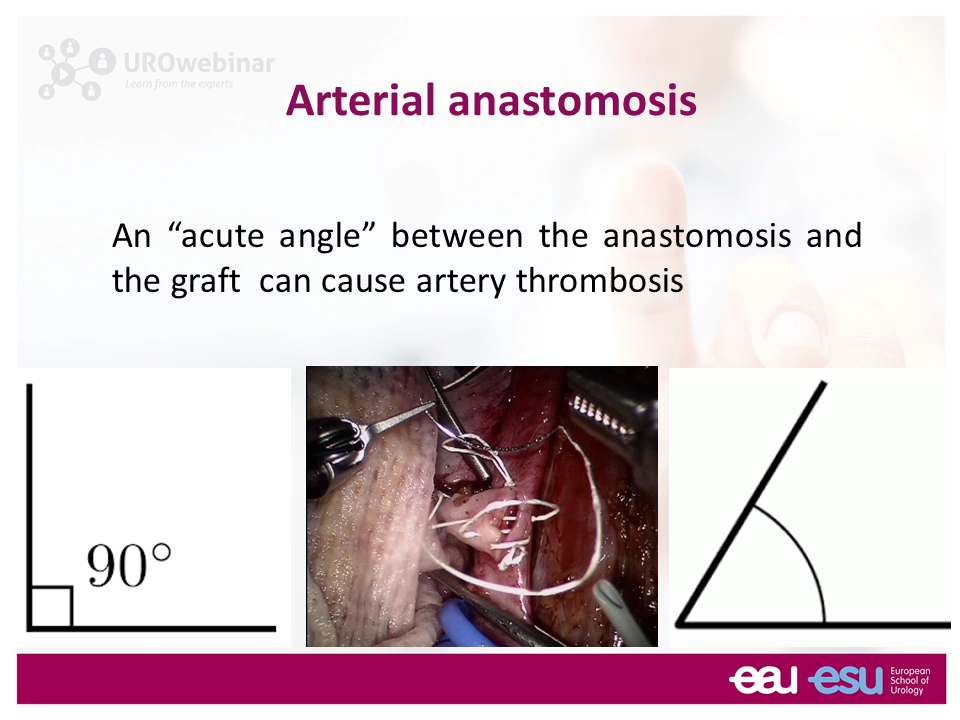 UROwebinar
Learn from the experts
Arterial anastomosis
An “acute angle” between the anastomosis and
the graft can cause artery thrombosis
90°
eau esu European
School of
Urology